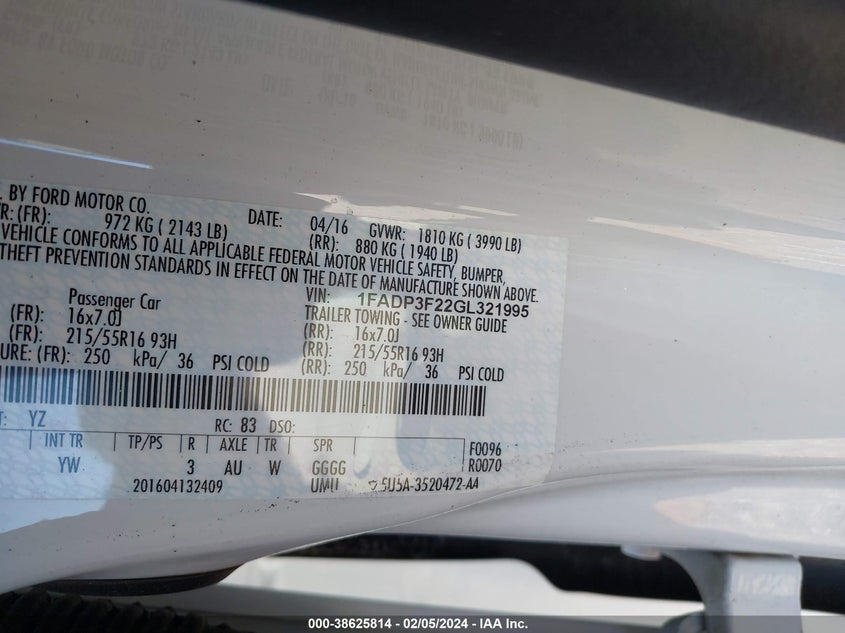 . BY FORD MOTOR CO.
DATE: 04/16 GVWR: 1810 KG ( 3990 LB)
R: (FR): 972 KG ( 2143 LB) (RR): 880 KG ( 1940 LB)
VEHICLE CONFORMS TO ALL APPLICABLE FEDERAL MOTOR VEHICLE SAFETY, BUMPER,
THEFT PREVENTION STANDARDS IN EFFECT ON THE DATE OF MANUFACTURE SHOWN ABOVE.
VIN: 1FADP3F22GL321995
Passenger Car TRAILER TOWING - SEE OWNER GUIDE
(FR): 16x7.0J (RR): 16x7.0J
(FR): 215/55R16 93H (RR): 215/55R16 93H
URE: (FR): 250 kPa/ 36 PSI COLD (RR): 250 kPa/ 36 PSI COLD
T: YZ RC: 83 DSO:
INT TR TP/PS R AXLE TR SPR F0096
YW 3 AU W GGGG R0070
201604132409 UMU 5U5A-3520472-AA
000-38625814 - 02/05/2024 - IAA Inc.